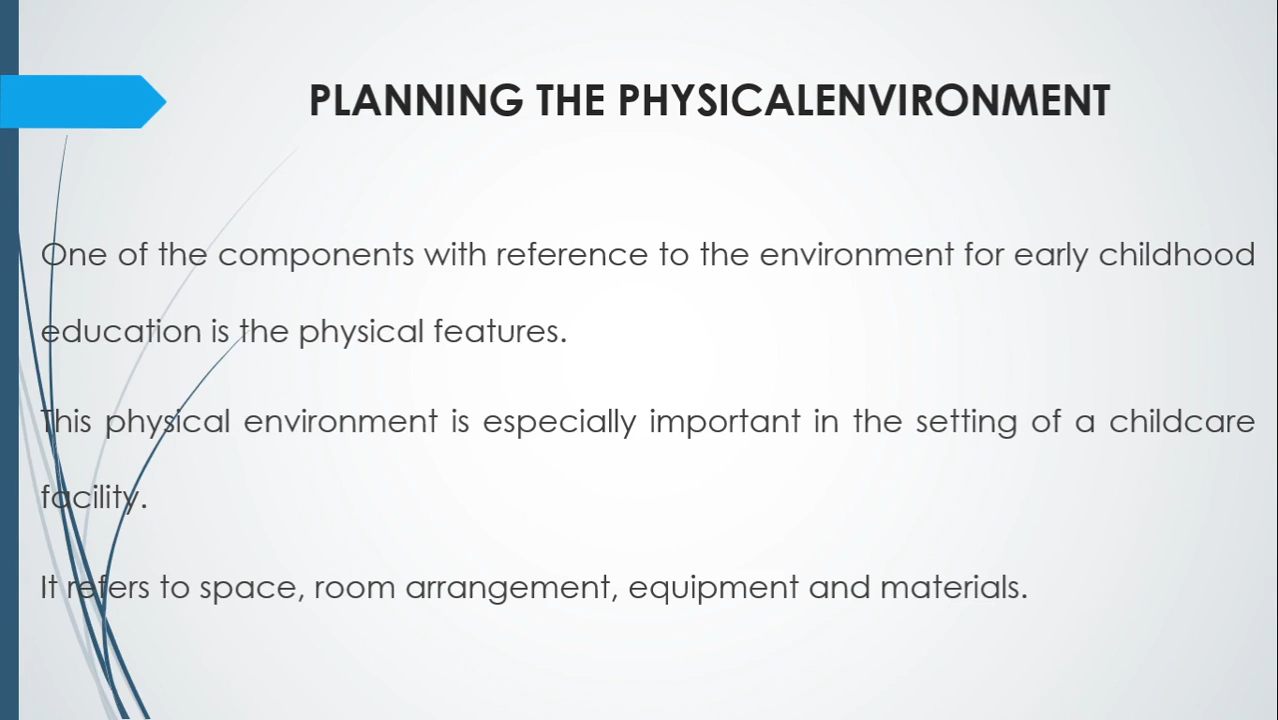 PLANNING THE PHYSICALENVIRONMENT
One of the components with reference to the environment for early childhood
education is the physical features.
This physical environment is especially important in the setting of a childcare
facility.
It refers to space, room arrangement, equipment and materials.